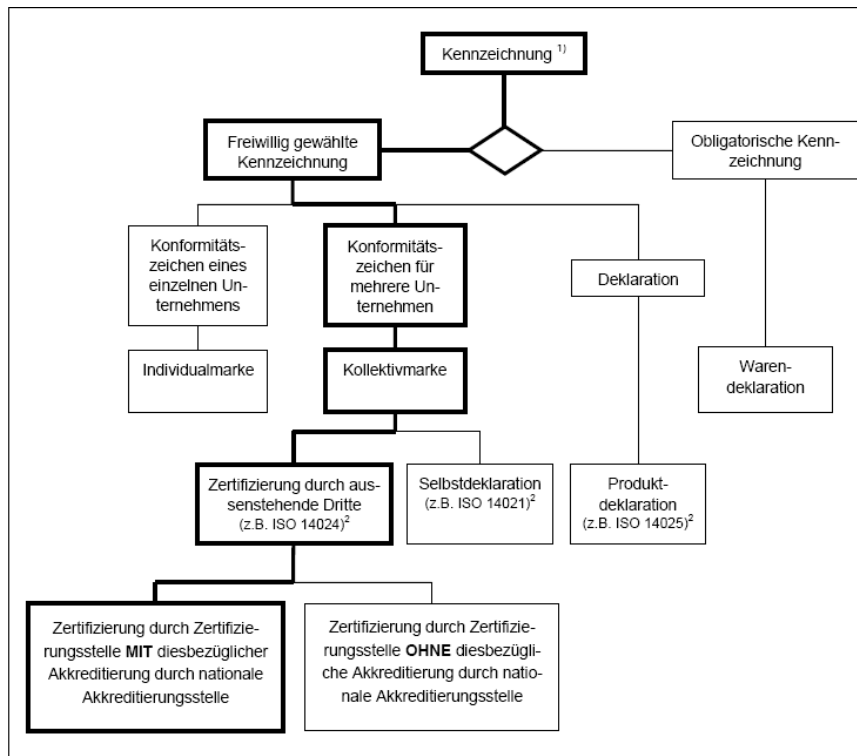 Kennzeichnung 1)
Freiwillig gewählte
Kennzeichnung
Obligatorische Kenn-
zeichnung
Konformitäts-
zeichen eines
einzelnen Un-
ternehmens
Konformitäts-
zeichen für
mehrere Un-
ternehmen
Deklaration
Individualmarke
Kollektivmarke
Waren-
deklaration
Zertifizierung durch aus-
senstehende Dritte
(z.B. ISO 14024)2
Selbstdeklaration
(z.B. ISO 14021)2
Produkt-
deklaration
(z.B. ISO 14025)2
Zertifizierung durch Zertifizie-
rungsstelle MIT diesbezüglicher
Akkreditierung durch nationale
Akkreditierungsstelle
Zertifizierung durch Zertifizie-
rungsstelle OHNE diesbezügli-
che Akkreditierung durch natio-
nale Akkreditierungsstelle